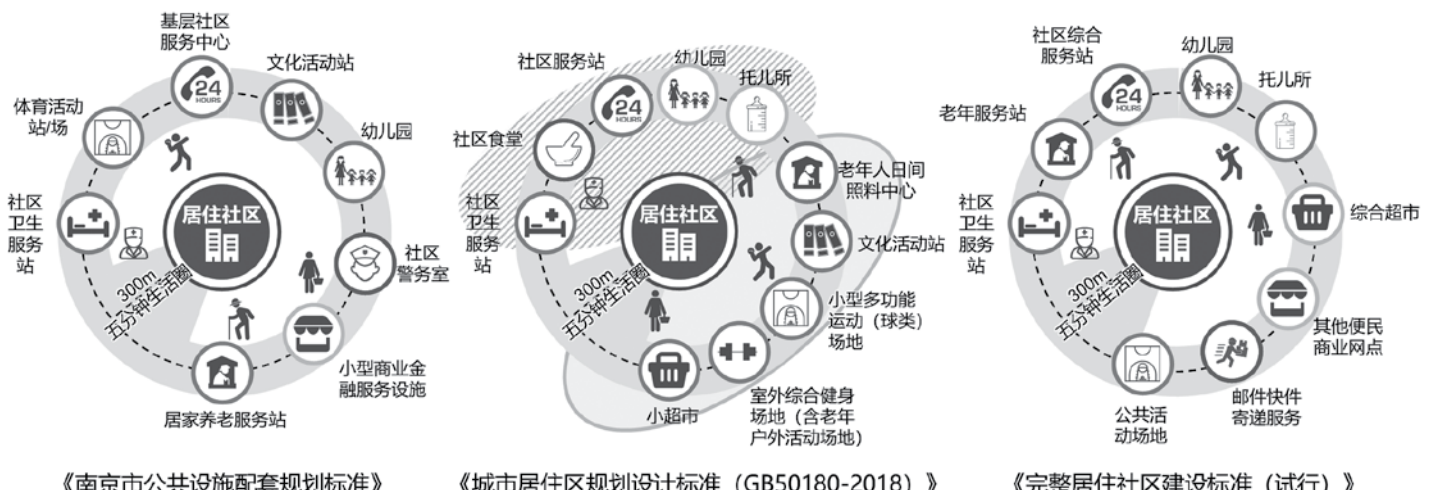 基层社区
服务中心
24
HOURS
文化活动站
体育活动
站/场
幼儿园
社区
卫生
服务
站
居住社区
社区
警务室
300m
五分钟生活圈
小型商业金
融服务设施
居家养老服务站
《南京市公共设施配套规划标准》
社区服务站
24
HOURS
幼儿园
托儿所
社区食堂
老年人日间
照料中心
社区
卫生
服务
站
居住社区
文化活动站
300m
五分钟生活圈
小型多功能
运动（球类）
场地
小超市
室外综合健身
场地（含老年
户外活动场地）
《城市居住区规划设计标准（GB50180-2018）》
社区综合
服务站
24
HOURS
幼儿园
托儿所
老年服务站
社区
卫生
服务
站
居住社区
综合超市
300m
五分钟生活圈
其他便民
商业网点
邮件快件
寄递服务
公共活
动场地
《完整居住社区建设标准（试行）》